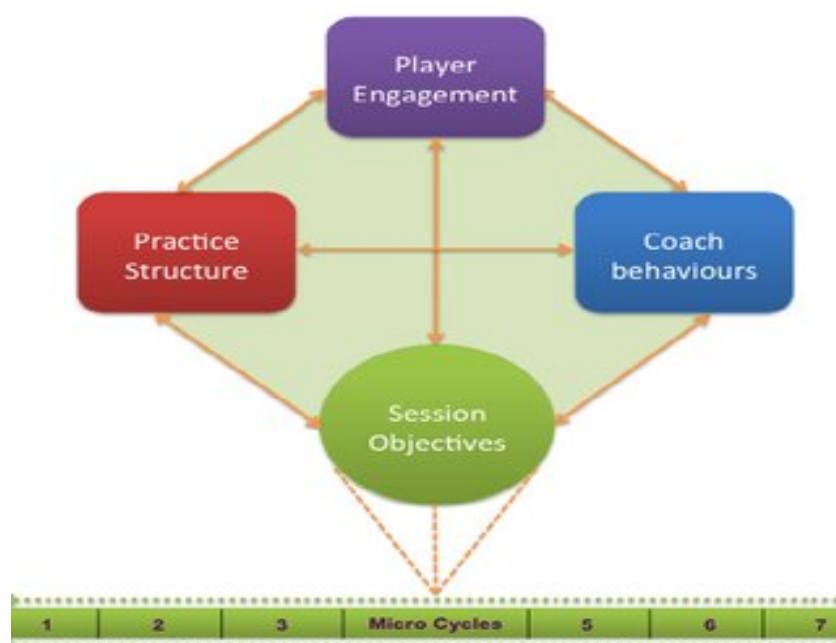 Player
Engagement
Practice
Structure
Coach
behaviours
Session
Objectives
1 2 3 Micro Cycles 5 6 7